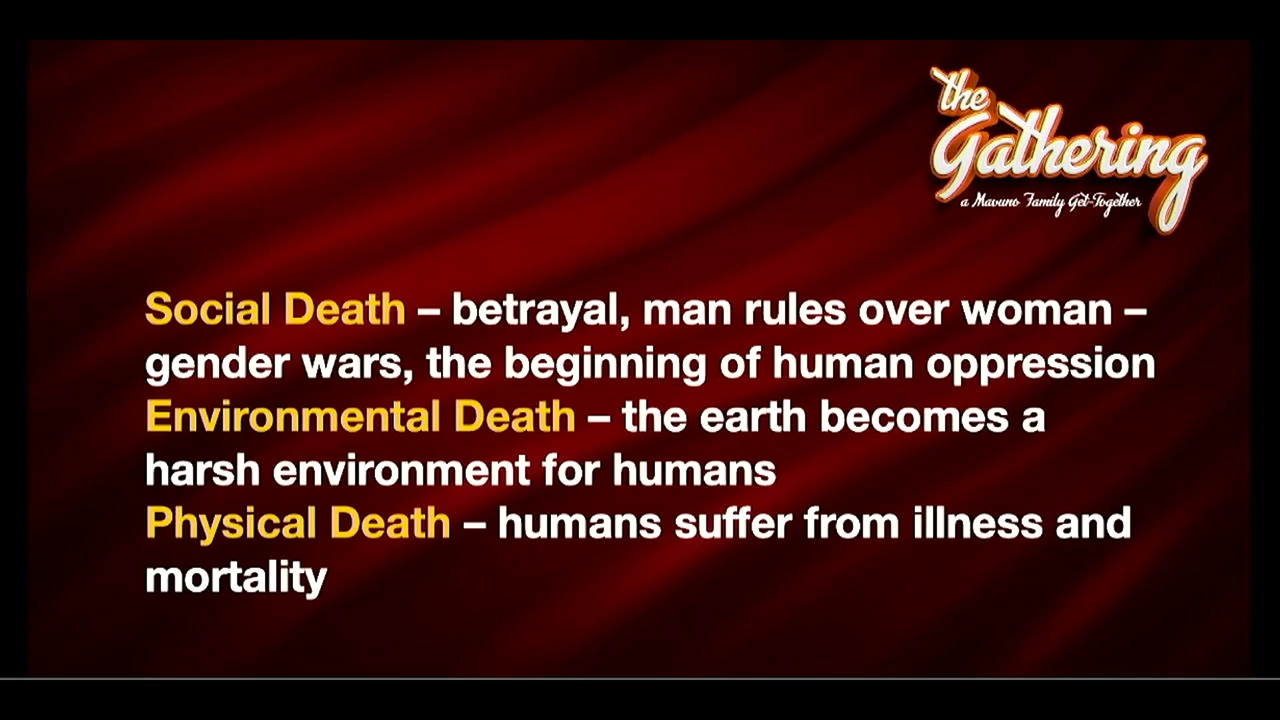 the
Gathering
a Mavuno Family Get-Together
Social Death – betrayal, man rules over woman –
gender wars, the beginning of human oppression
Environmental Death – the earth becomes a
harsh environment for humans
Physical Death – humans suffer from illness and
mortality